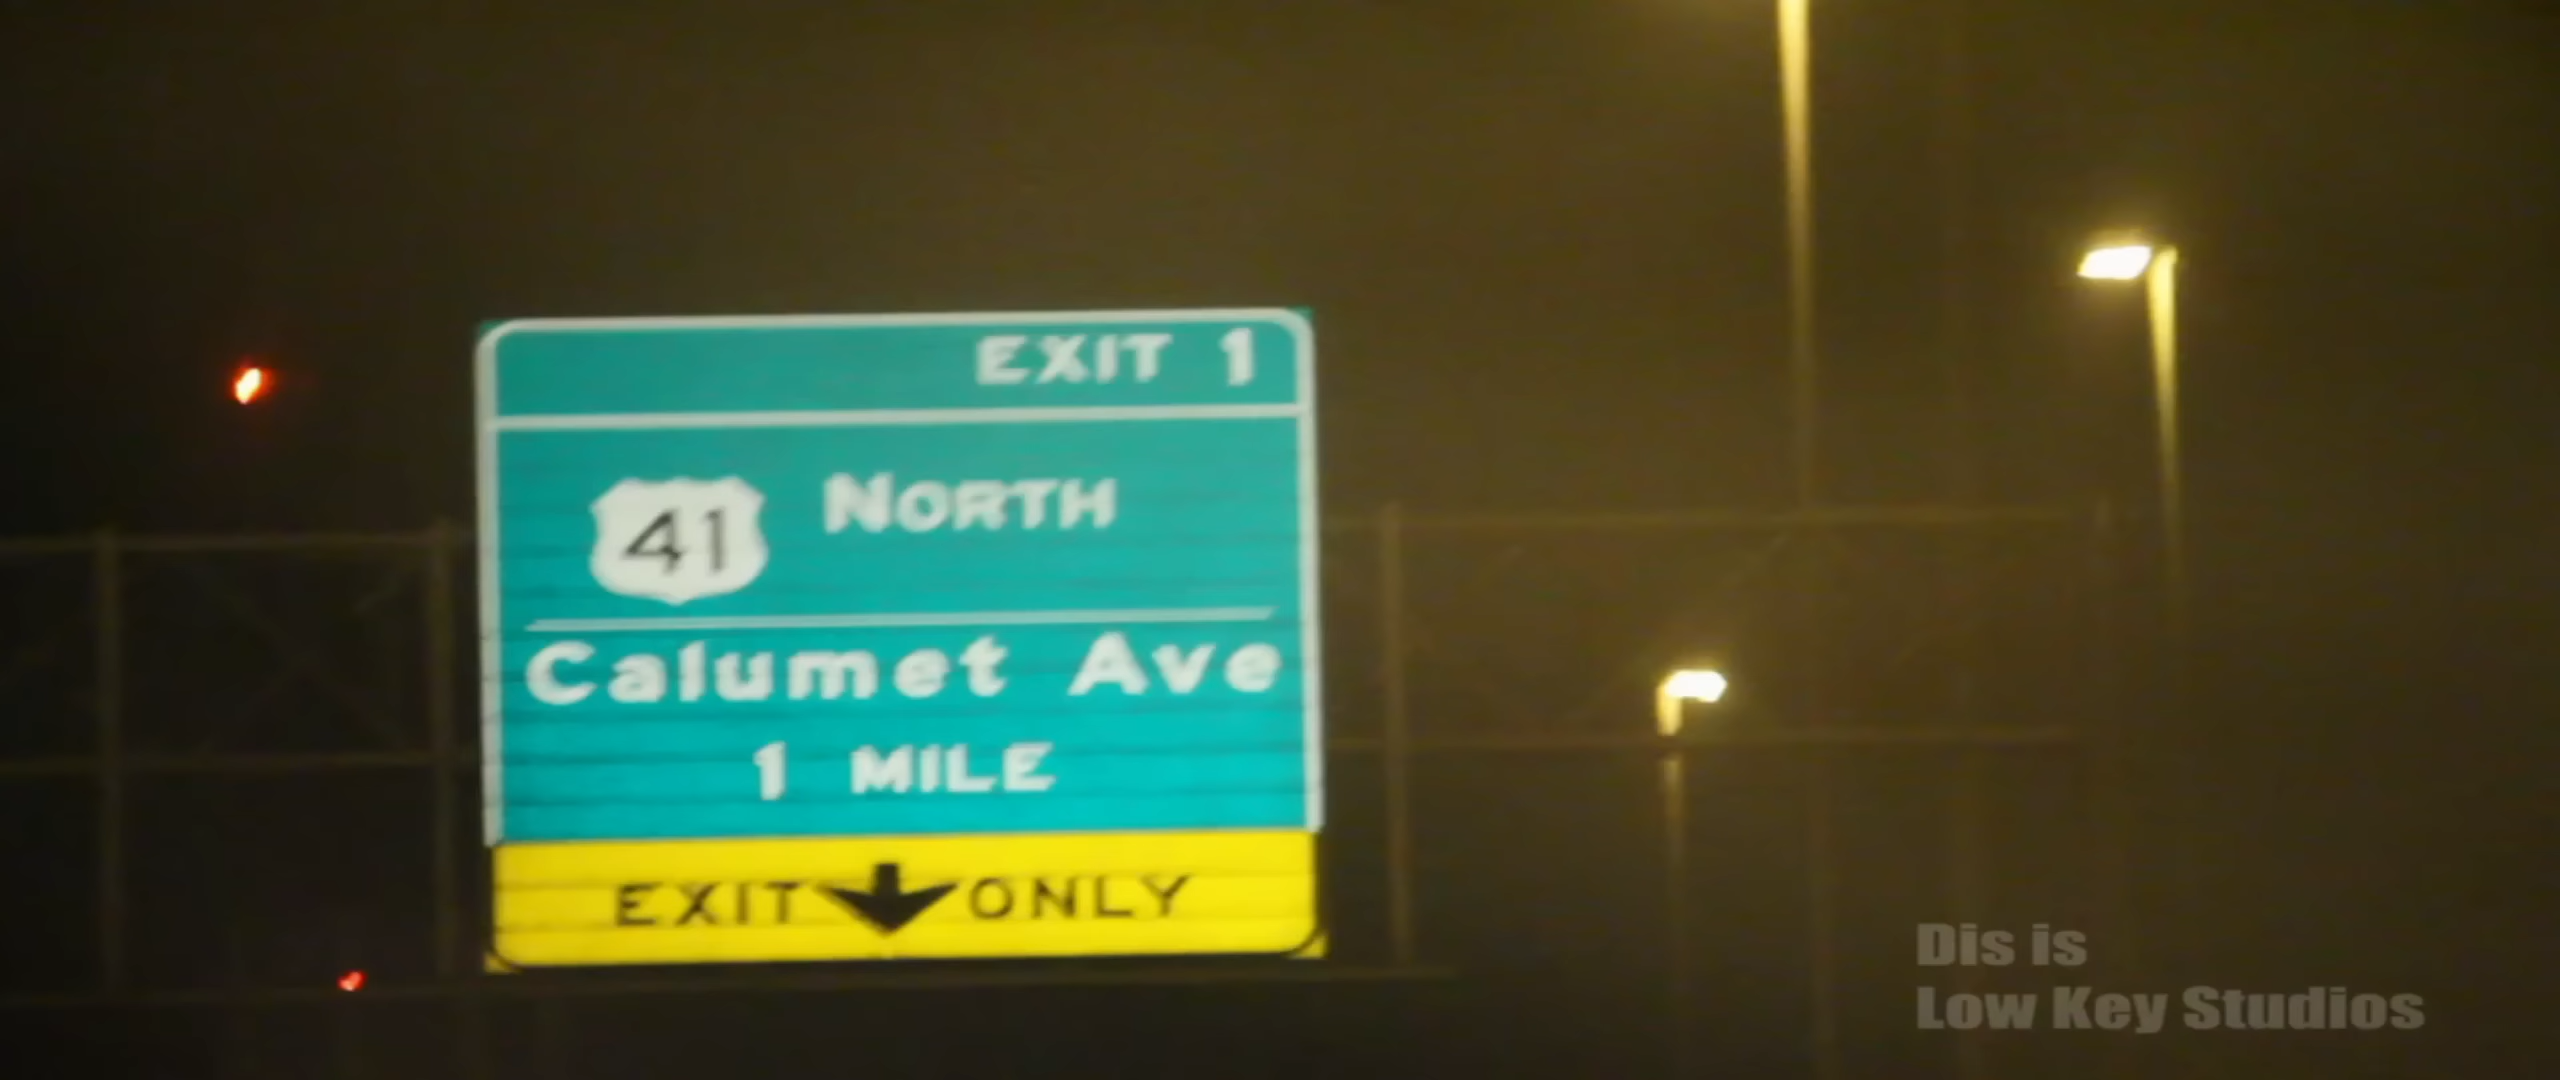 EXIT 1
41 NORTH
Calumet Ave
1 MILE
EXIT ONLY
Dis is
Low Key Studios